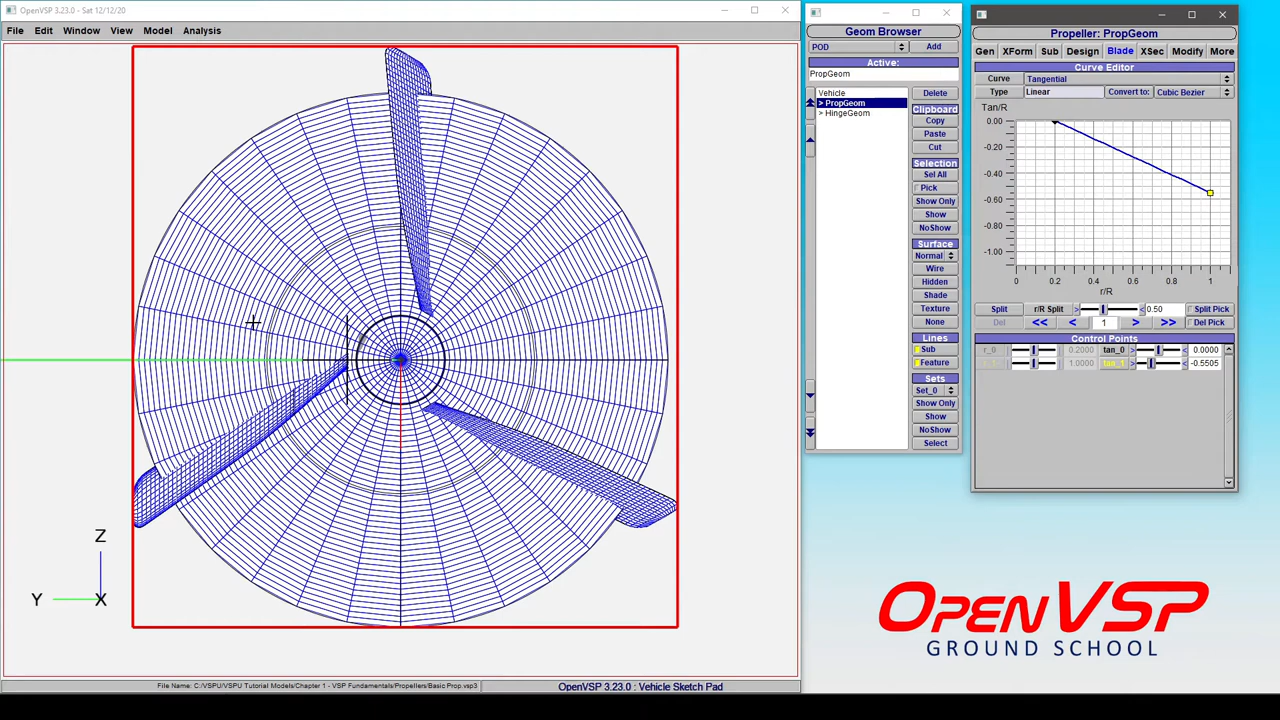 OpenVSP 3.23.0 - Sat 12/12/20
File Edit Window View Model Analysis
Z
Y
X
File Name: C:/VSPU/VSPU Tutorial Models/Chapter 1 - VSP Fundamentals/Propellers/Basic Prop.vsp3
OpenVSP 3.23.0 : Vehicle Sketch Pad
Geom Browser
POD Add
Active:
PropGeom
Vehicle
> PropGeom
> HingeGeom
Delete
Clipboard
Copy
Paste
Cut
Selection
Sel All
Pick
Show Only
Show
NoShow
Surface
Normal
Wire
Hidden
Shade
Texture
None
Lines
Sub
Feature
Sets
Set_0
Show Only
Show
NoShow
Select
Propeller: PropGeom
Gen XForm Sub Design Blade XSec Modify More
Curve Editor
Curve Tangential
Type Linear Convert to: Cubic Bezier
Tan/R
0.00
-0.20
-0.40
-0.60
-0.80
-1.00
0 0.2 0.4 0.6 0.8 1
r/R
Split r/R Split > < 0.50 Split Pick
Del << < 1 > >> Del Pick
Control Points
r_0 0.2000 tan_0 > < 0.0000
1.0000 tan_1 > < -0.5505
OpenVSP
GROUND SCHOOL